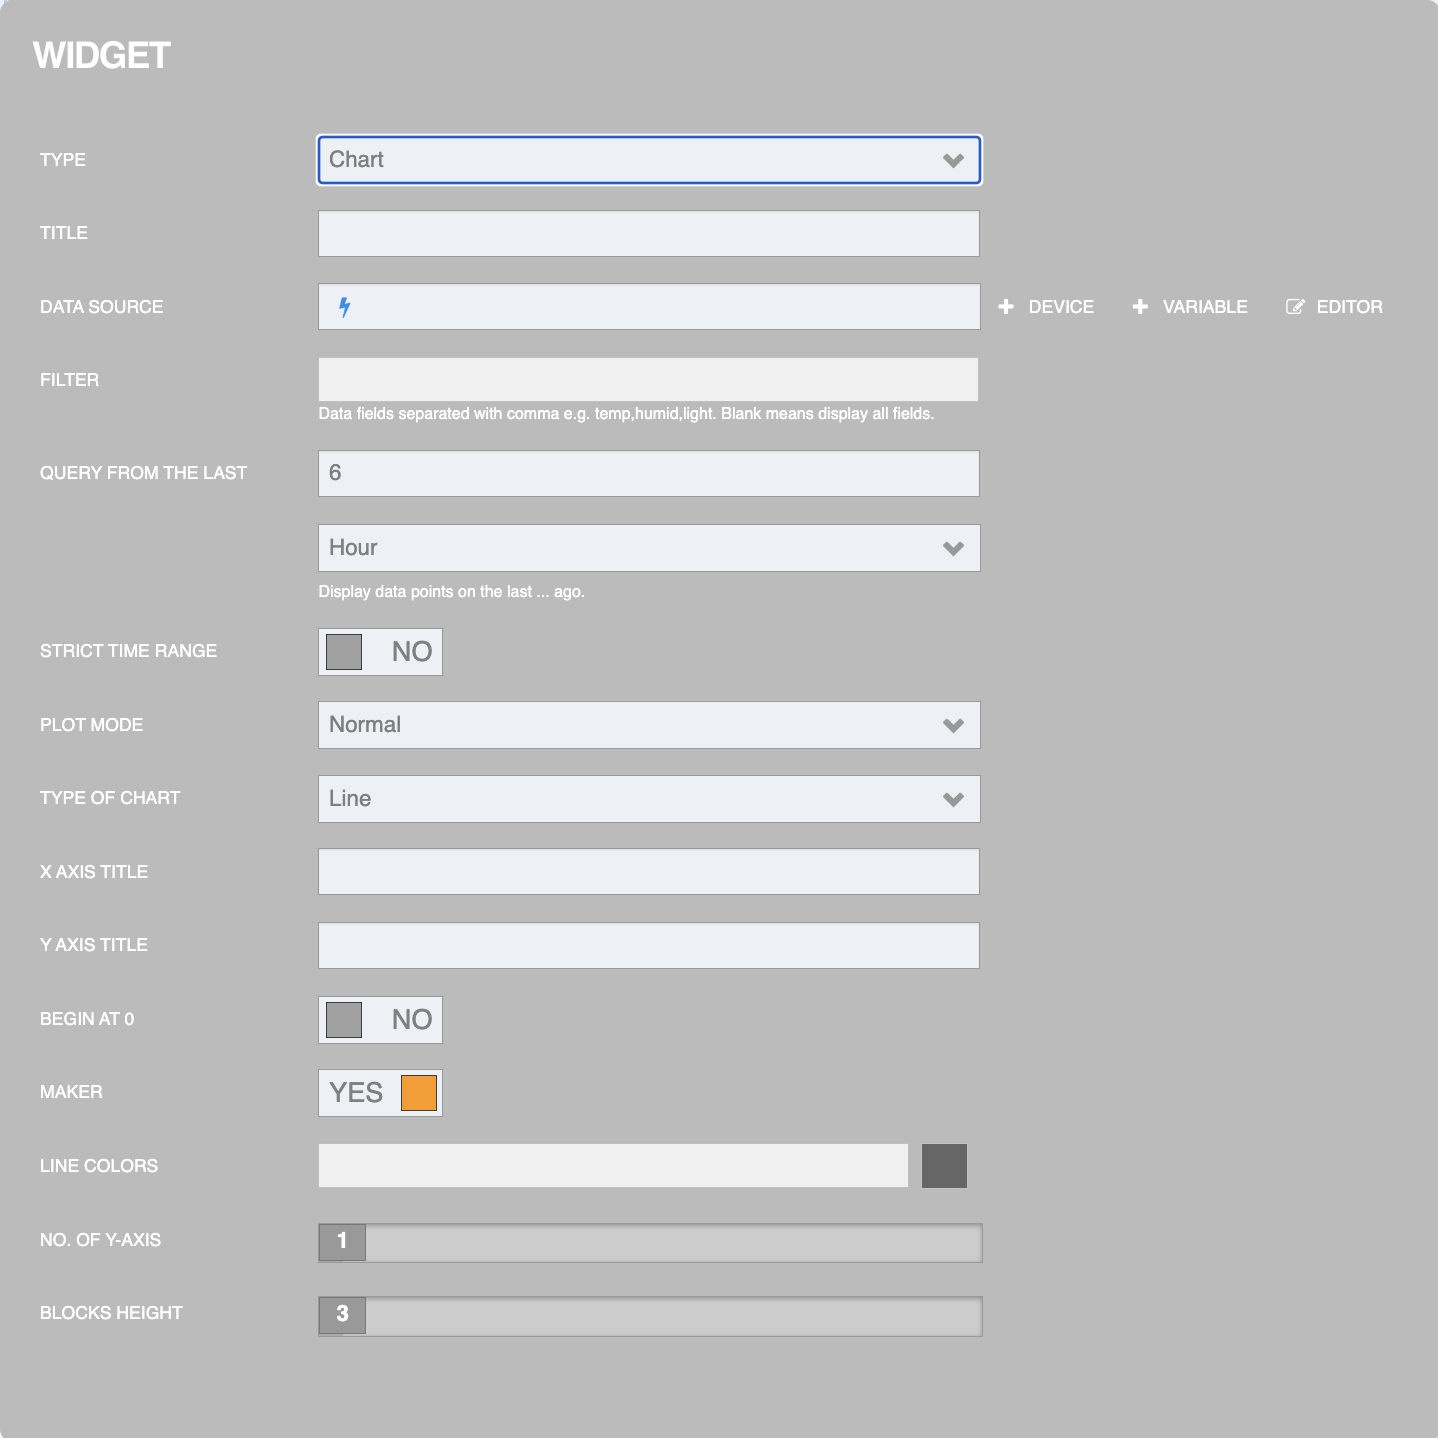 WIDGET
TYPE
Chart
TITLE
DATA SOURCE
DEVICE
VARIABLE
EDITOR
FILTER
Data fields separated with comma e.g. temp,humid,light. Blank means display all fields.
QUERY FROM THE LAST
6
Hour
Display data points on the last ... ago.
STRICT TIME RANGE
NO
PLOT MODE
Normal
TYPE OF CHART
Line
X AXIS TITLE
Y AXIS TITLE
BEGIN AT 0
NO
MAKER
YES
LINE COLORS
NO. OF Y-AXIS
1
BLOCKS HEIGHT
3